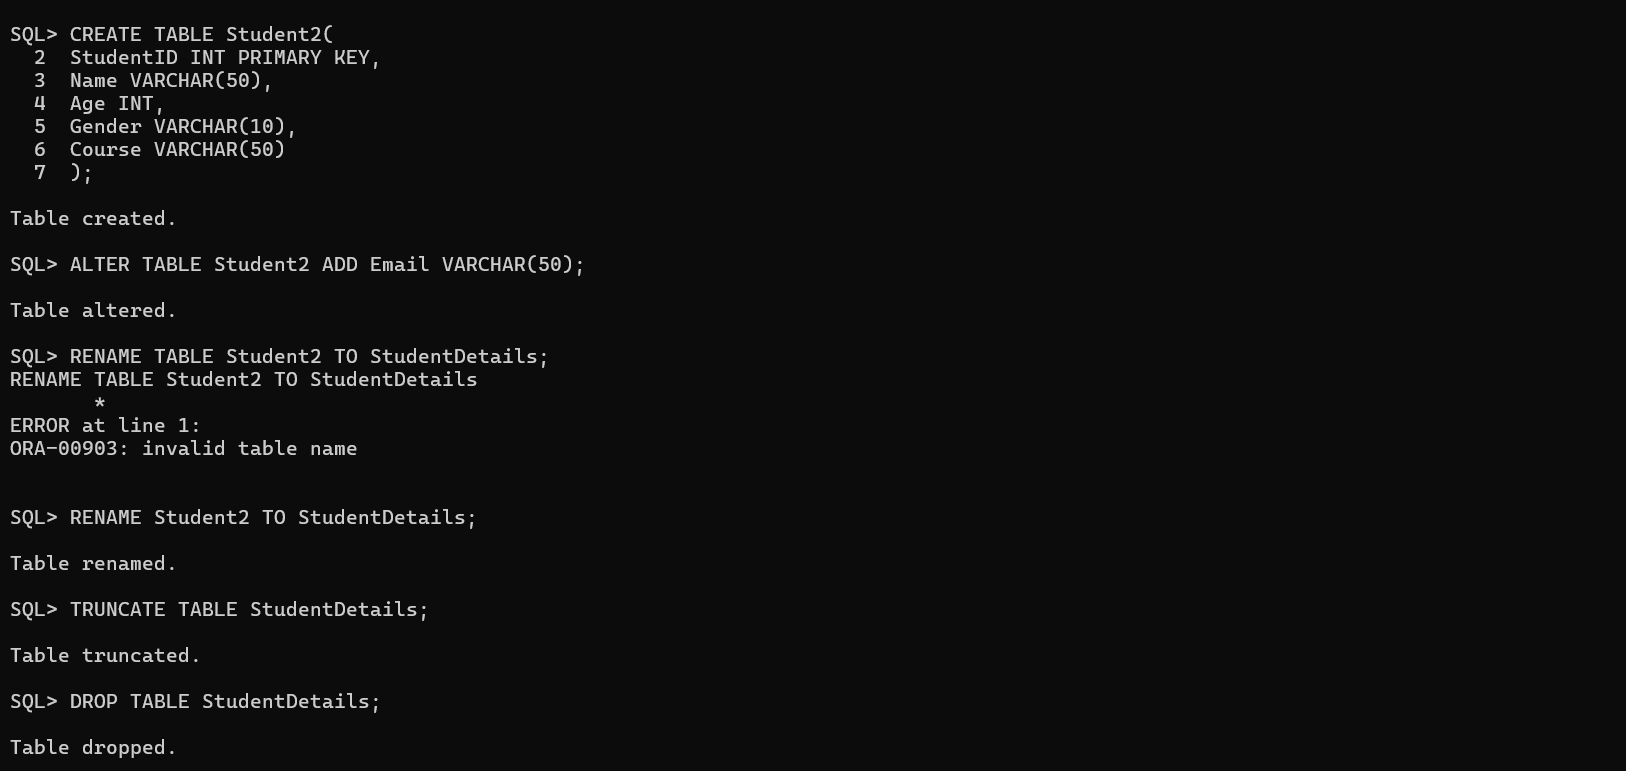 SQL> CREATE TABLE Student2(
  2  StudentID INT PRIMARY KEY,
  3  Name VARCHAR(50),
  4  Age INT,
  5  Gender VARCHAR(10),
  6  Course VARCHAR(50)
  7  );
Table created.
SQL> ALTER TABLE Student2 ADD Email VARCHAR(50);
Table altered.
SQL> RENAME TABLE Student2 TO StudentDetails;
RENAME TABLE Student2 TO StudentDetails
       *
ERROR at line 1:
ORA-00903: invalid table name
SQL> RENAME Student2 TO StudentDetails;
Table renamed.
SQL> TRUNCATE TABLE StudentDetails;
Table truncated.
SQL> DROP TABLE StudentDetails;
Table dropped.